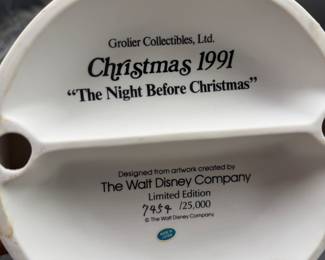 Grolier Collectibles, Ltd.
Christmas 1991
"The Night Before Christmas"
Designed from artwork created by
The Walt Disney Company
Limited Edition
7454 /25,000
© The Walt Disney Company